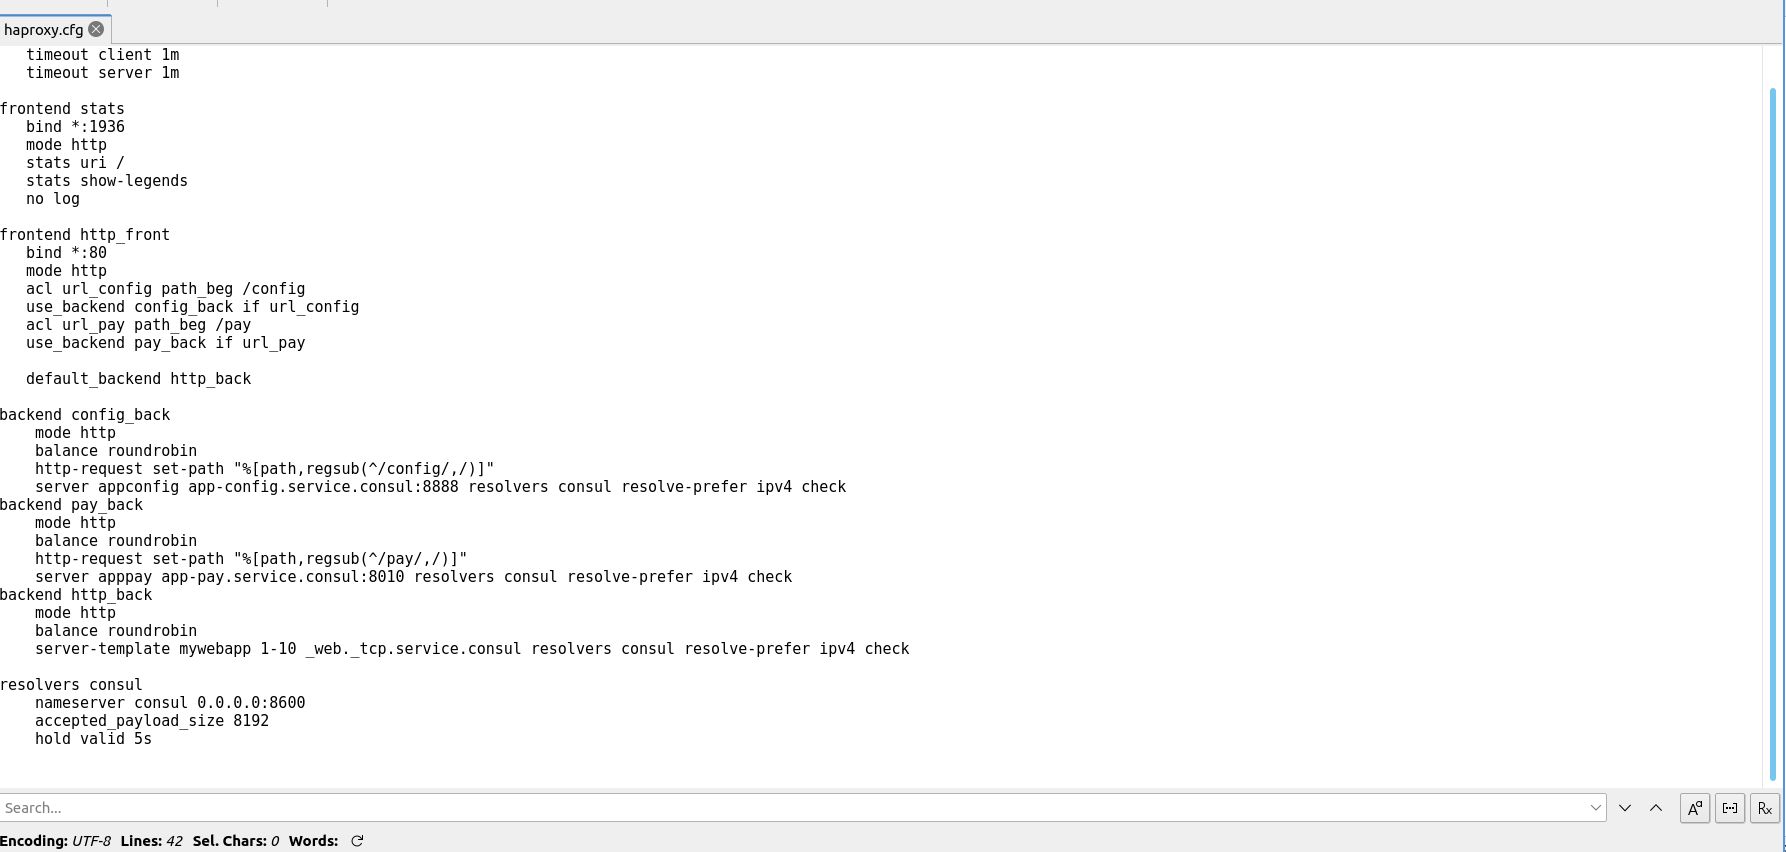 haproxy.cfg
timeout client 1m
timeout server 1m
frontend stats
bind *:1936
mode http
stats uri /
stats show-legends
no log
frontend http_front
bind *:80
mode http
acl url_config path_beg /config
use_backend config_back if url_config
acl url_pay path_beg /pay
use_backend pay_back if url_pay
default_backend http_back
backend config_back
mode http
balance roundrobin
http-request set-path "%[path,regsub(^/config/,/)]"
server appconfig app-config.service.consul:8888 resolvers consul resolve-prefer ipv4 check
backend pay_back
mode http
balance roundrobin
http-request set-path "%[path,regsub(^/pay/,/)]"
server apppay app-pay.service.consul:8010 resolvers consul resolve-prefer ipv4 check
backend http_back
mode http
balance roundrobin
server-template mywebapp 1-10 _web._tcp.service.consul resolvers consul resolve-prefer ipv4 check
resolvers consul
nameserver consul 0.0.0.0:8600
accepted_payload_size 8192
hold valid 5s
Search... Aa [··] Rx
Encoding: UTF-8 Lines: 42 Sel. Chars: 0 Words: